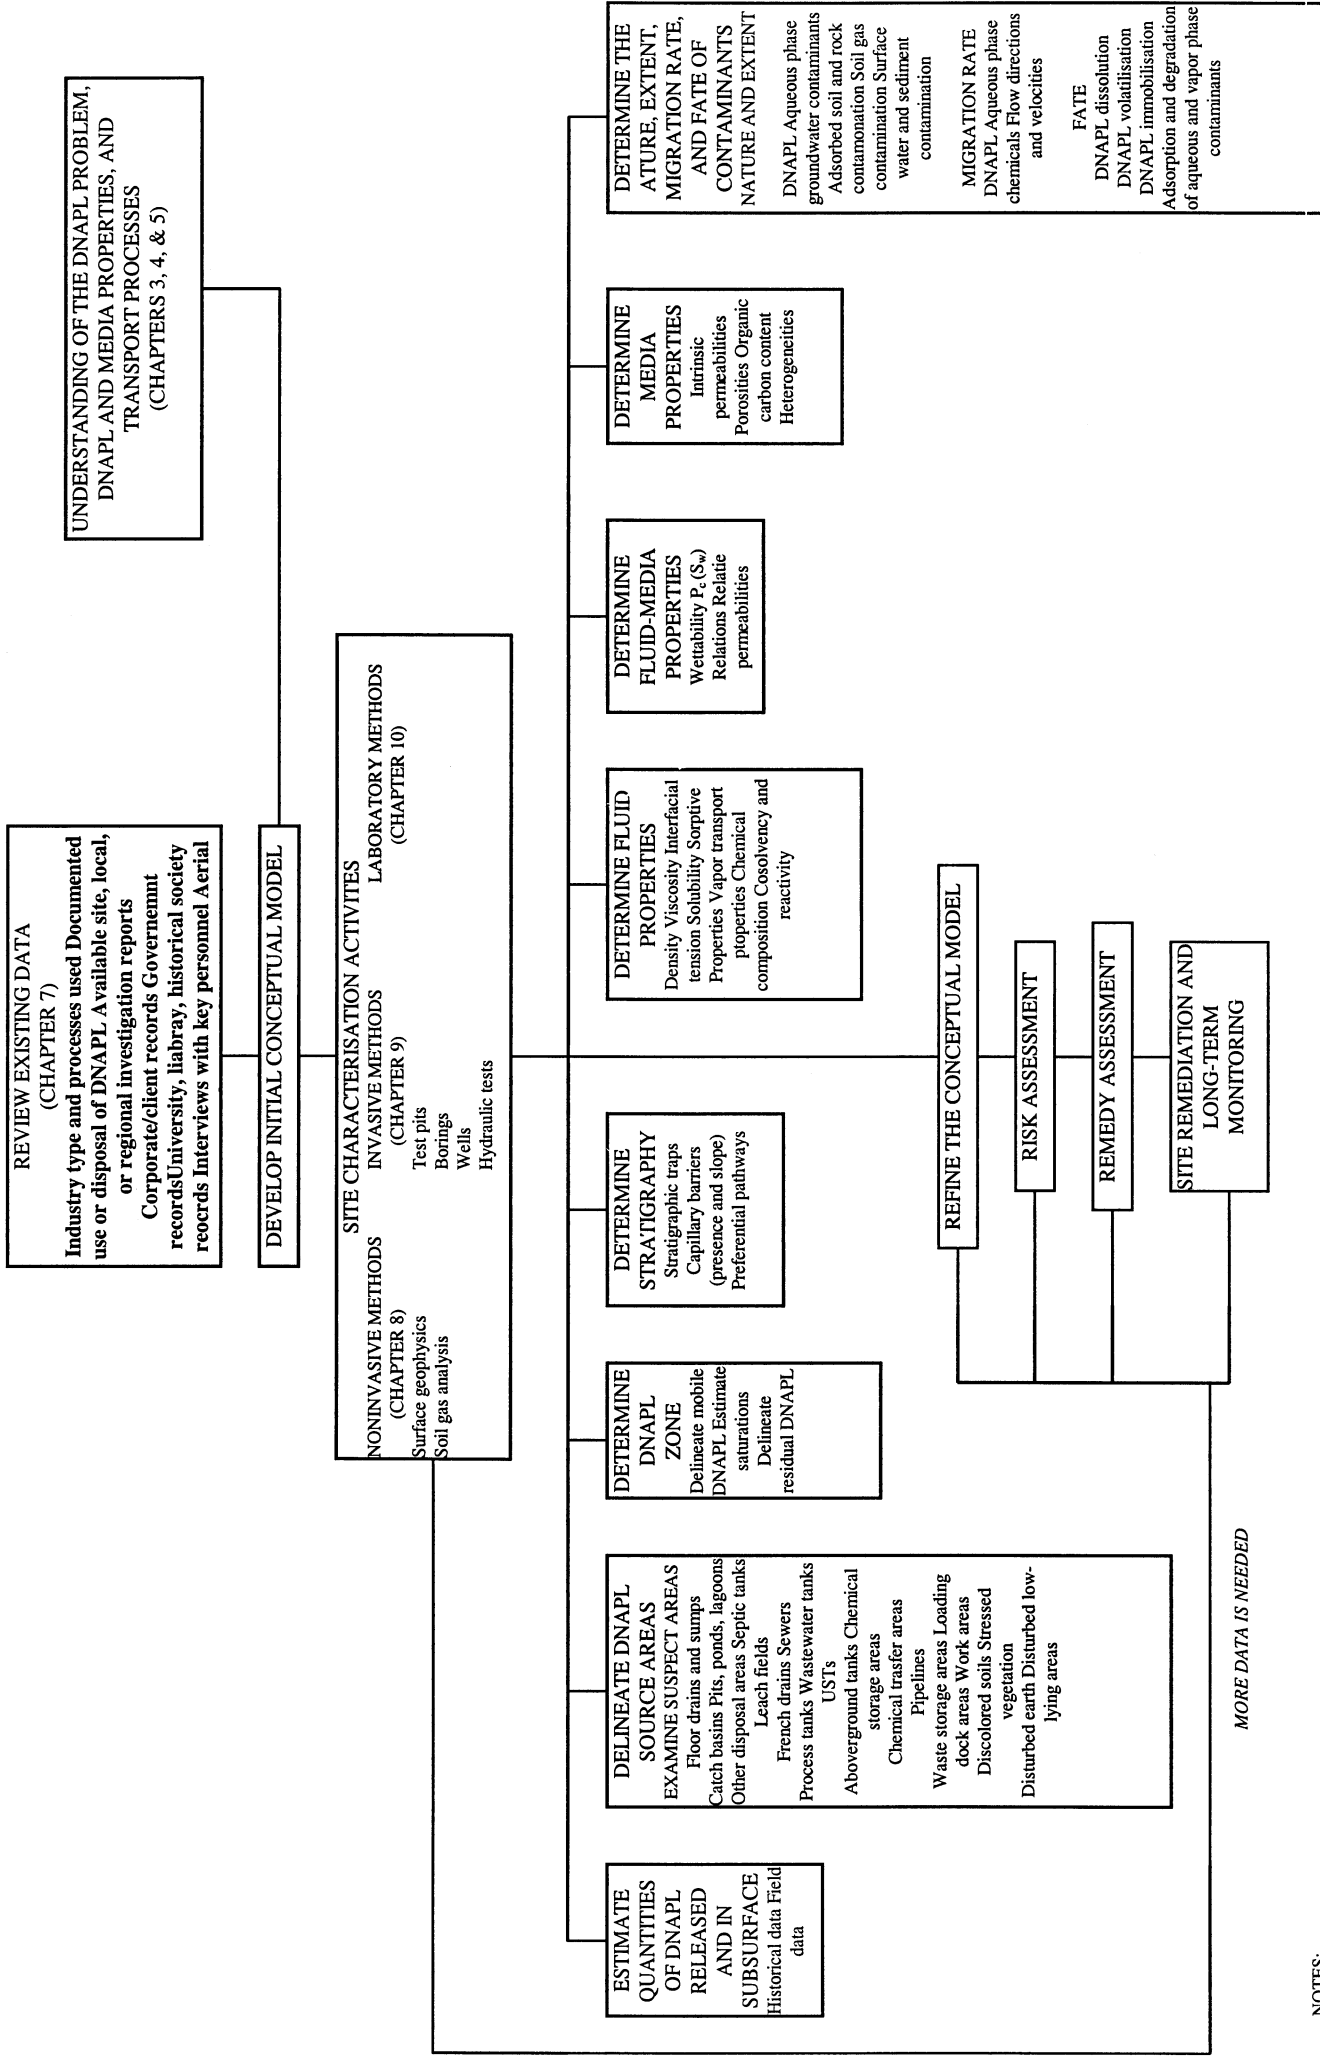 REVIEW EXISTING DATA
(CHAPTER 7)
Industry type and processes used Documented
use or disposal of DNAPL Available site, local,
or regional investigation reports
Corporate/client records Governemnt
recordsUniversity, liabray, historical society
reocrds Interviews with key personnel Aerial
UNDERSTANDING OF THE DNAPL PROBLEM,
DNAPL AND MEDIA PROPERTIES, AND
TRANSPORT PROCESSES
(CHAPTERS 3, 4, & 5)
DEVELOP INITIAL CONCEPTUAL MODEL
SITE CHARACTERISATION ACTIVITES
NONINVASIVE METHODS
(CHAPTER 8)
Surface geophysics
Soil gas analysis
INVASIVE METHODS
(CHAPTER 9)
Test pits
Borings
Wells
Hydraulic tests
LABORATORY METHODS
(CHAPTER 10)
ESTIMATE
QUANTITIES
OF DNAPL
RELEASED
AND IN
SUBSURFACE
Historical data Field
data
DELINEATE DNAPL
SOURCE AREAS
EXAMINE SUSPECT AREAS
Floor drains and sumps
Catch basins Pits, ponds, lagoons
Other disposal areas Septic tanks
Leach fields
French drains Sewers
Process tanks Wastewater tanks
USTs
Aboverground tanks Chemical
storage areas
Chemical trasfer areas
Pipelines
Waste storage areas Loading
dock areas Work areas
Discolored soils Stressed
vegetation
Disturbed earth Disturbed low-
lying areas
DETERMINE
DNAPL
ZONE
Delineate mobile
DNAPL Estimate
saturations
Delineate
residual DNAPL
DETERMINE
STRATIGRAPHY
Stratigraphic traps
Capillary barriers
(presence and slope)
Preferential pathways
DETERMINE FLUID
PROPERTIES
Density Viscosity Interfacial
tension Solubility Sorptive
Properties Vapor transport
ptoperties Chemical
composition Cosolvency and
reactivity
DETERMINE
FLUID-MEDIA
PROPERTIES
Wettability Pc (Sw)
Relations Relatie
permeabilities
DETERMINE
MEDIA
PROPERTIES
Intrinsic
permeabilities
Porosities Organic
carbon content
Heterogeneities
DETERMINE THE
ATURE, EXTENT,
MIGRATION RATE,
AND FATE OF
CONTAMINANTS
NATURE AND EXTENT
DNAPL Aqueous phase
groundwater contaminants
Adsorbed soil and rock
contamonation Soil gas
contamination Surface
water and sediment
contamination
MIGRATION RATE
DNAPL Aqueous phase
chemicals Flow directions
and velocities
FATE
DNAPL dissolution
DNAPL volatilisation
DNAPL immobilisation
Adsorption and degradation
of aqueous and vapor phase
contaminants
REFINE THE CONCEPTUAL MODEL
RISK ASSESSMENT
REMEDY ASSESSMENT
SITE REMEDIATION AND
LONG-TERM
MONITORING
MORE DATA IS NEEDED
NOTES: